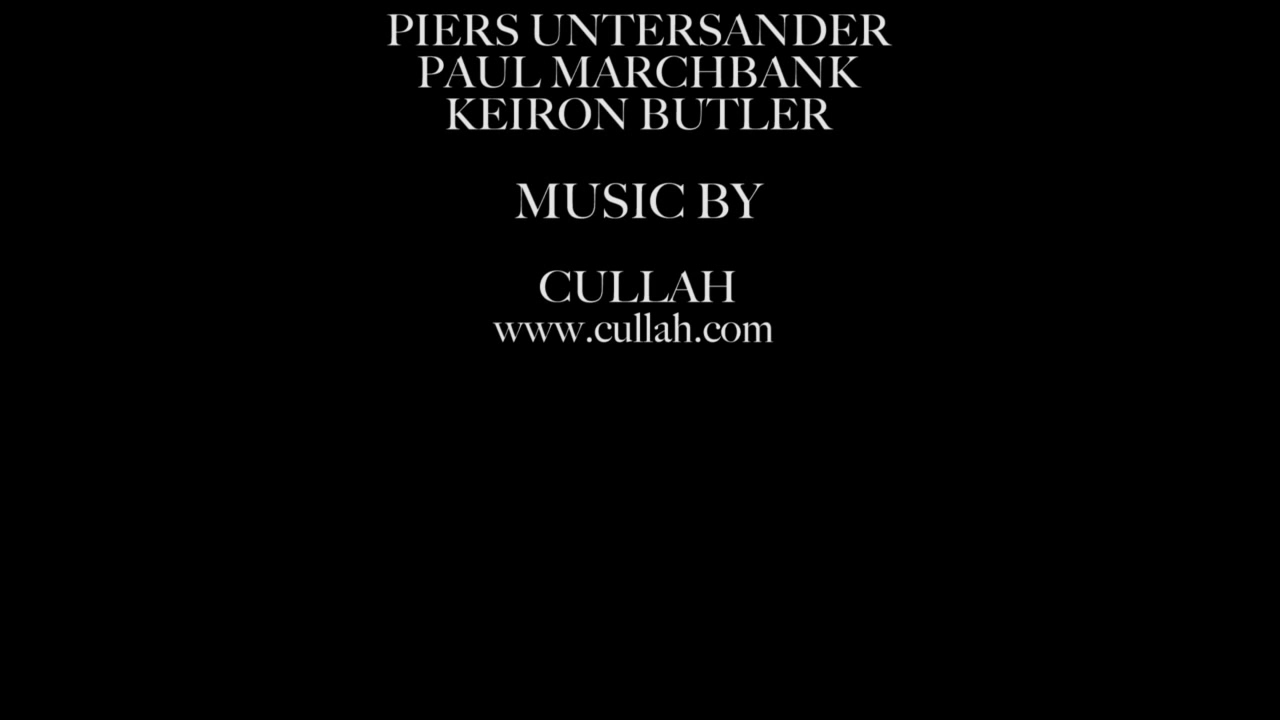 PIERS UNTERSANDER
PAUL MARCHBANK
KEIRON BUTLER
MUSIC BY
CULLAH
www.cullah.com